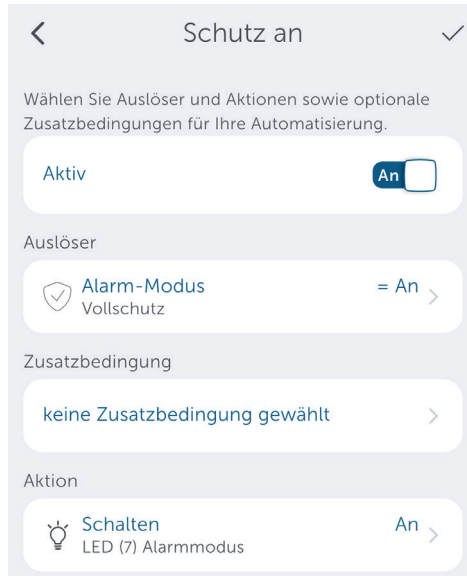 Schutz an
Wählen Sie Auslöser und Aktionen sowie optionale
Zusatzbedingungen für Ihre Automatisierung.
Aktiv An
Auslöser
Alarm-Modus = An
Vollschutz
Zusatzbedingung
keine Zusatzbedingung gewählt
Aktion
Schalten An
LED (7) Alarmmodus